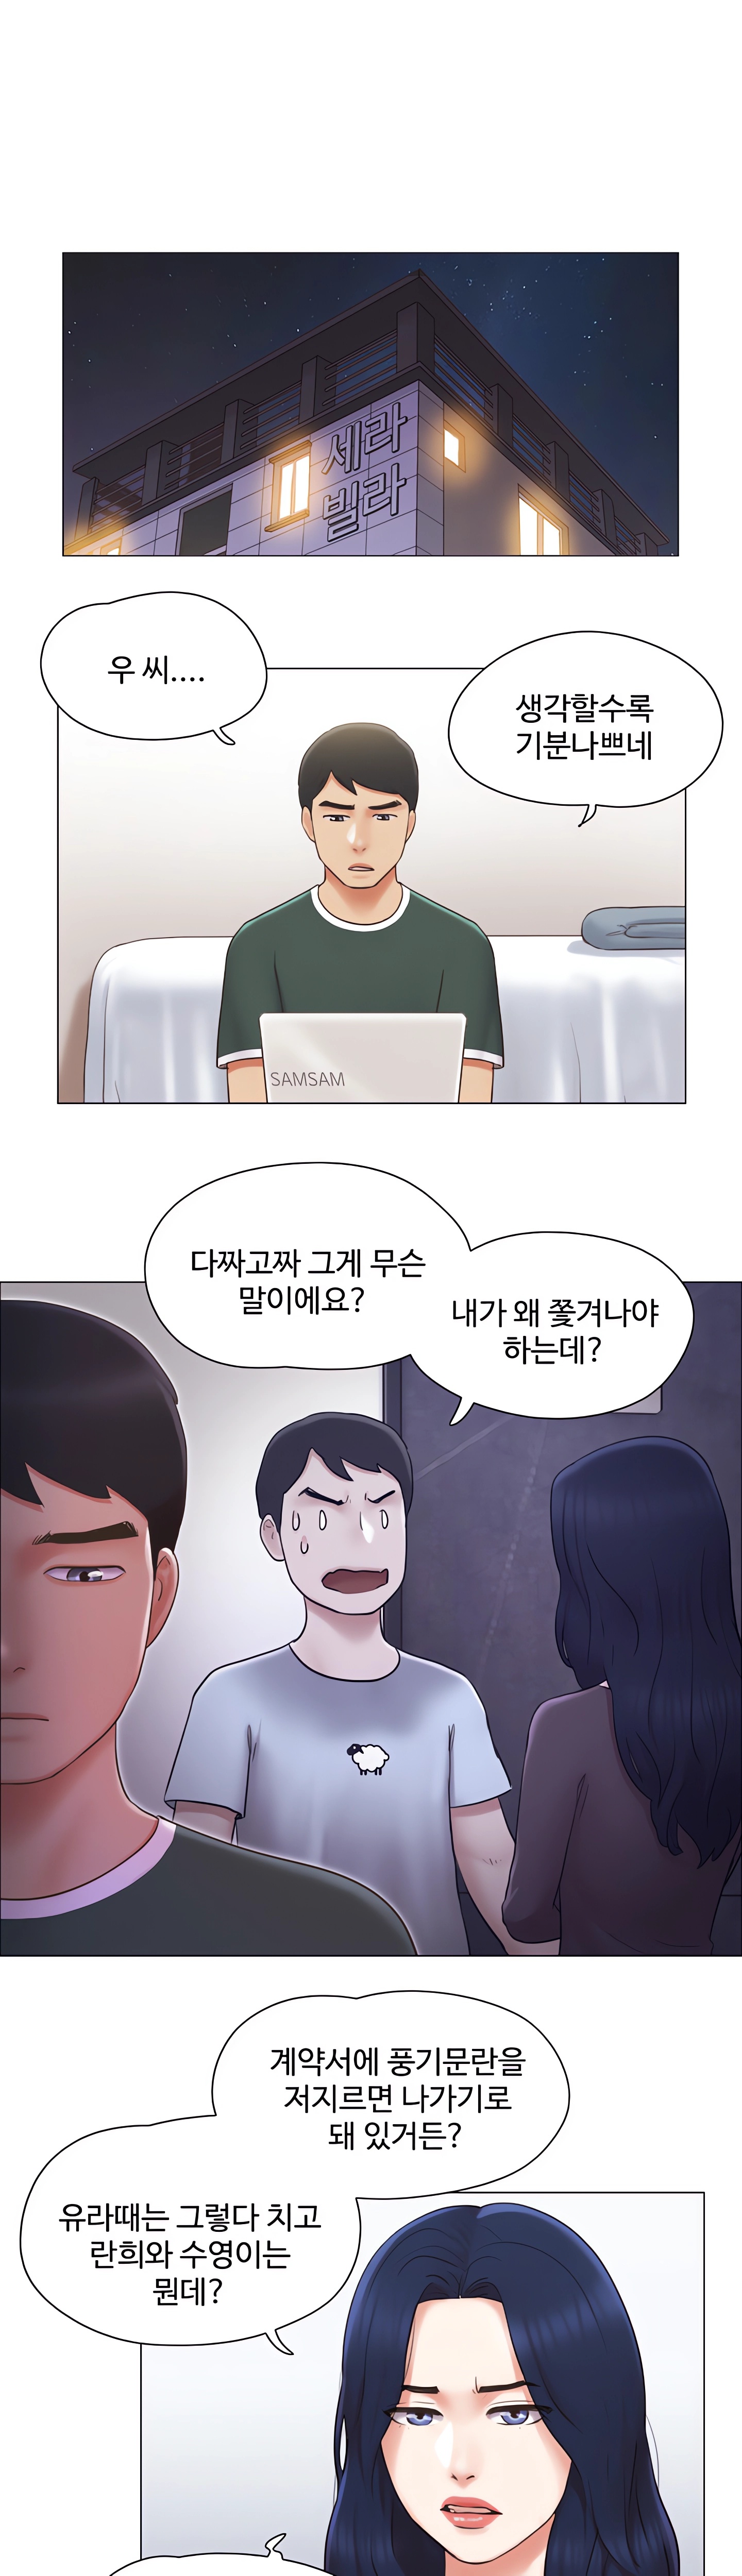 세라
빌라
우 씨....
생각할수록
기분나쁘네
SAMSAM
다짜고짜 그게 무슨
말이에요?
내가 왜 쫓겨나야
하는데?
계약서에 풍기문란을
저지르면 나가기로
돼 있거든?
유라때는 그렇다 치고
란희와 수영이는
뭔데?